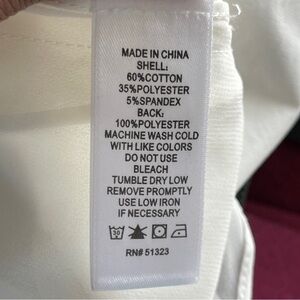 MADE IN CHINA
SHELL:
60%COTTON
35%POLYESTER
5%SPANDEX
BACK:
100%POLYESTER
MACHINE WASH COLD
WITH LIKE COLORS
DO NOT USE
BLEACH
TUMBLE DRY LOW
REMOVE PROMPTLY
USE LOW IRON
IF NECESSARY
30
RN# 51323